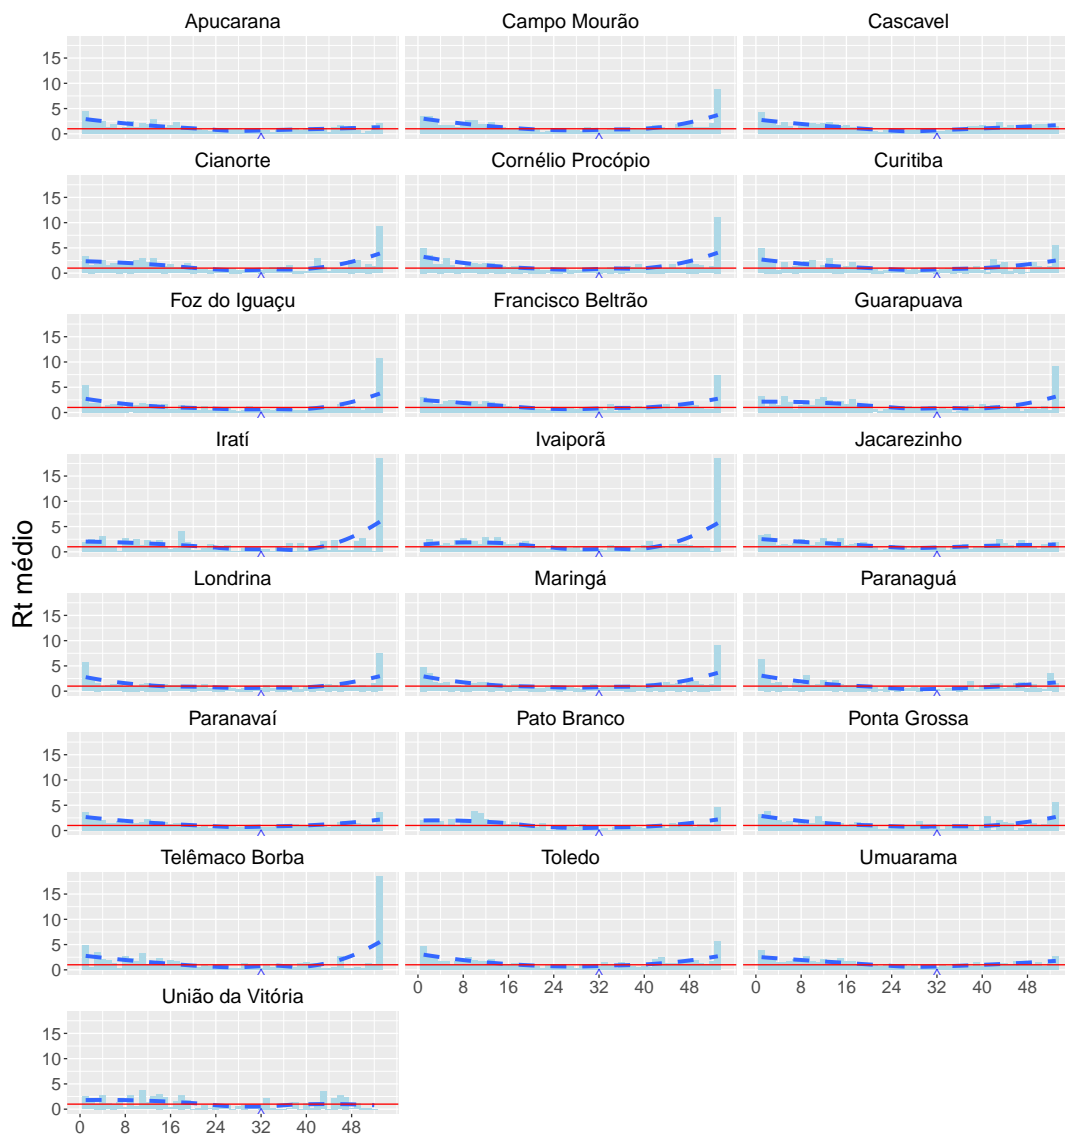 Apucarana Campo Mourão Cascavel
15
10
5
0
Cianorte Cornélio Procópio Curitiba
15
10
5
0
Foz do Iguaçu Francisco Beltrão Guarapuava
15
10
5
0
Iratí Ivaiporã Jacarezinho
15
10
5
0
Rt médio
Londrina Maringá Paranaguá
15
10
5
0
Paranavaí Pato Branco Ponta Grossa
15
10
5
0
Telêmaco Borba Toledo Umuarama
15
10
5
0
0 8 16 24 32 40 48 0 8 16 24 32 40 48
União da Vitória
15
10
5
0
0 8 16 24 32 40 48